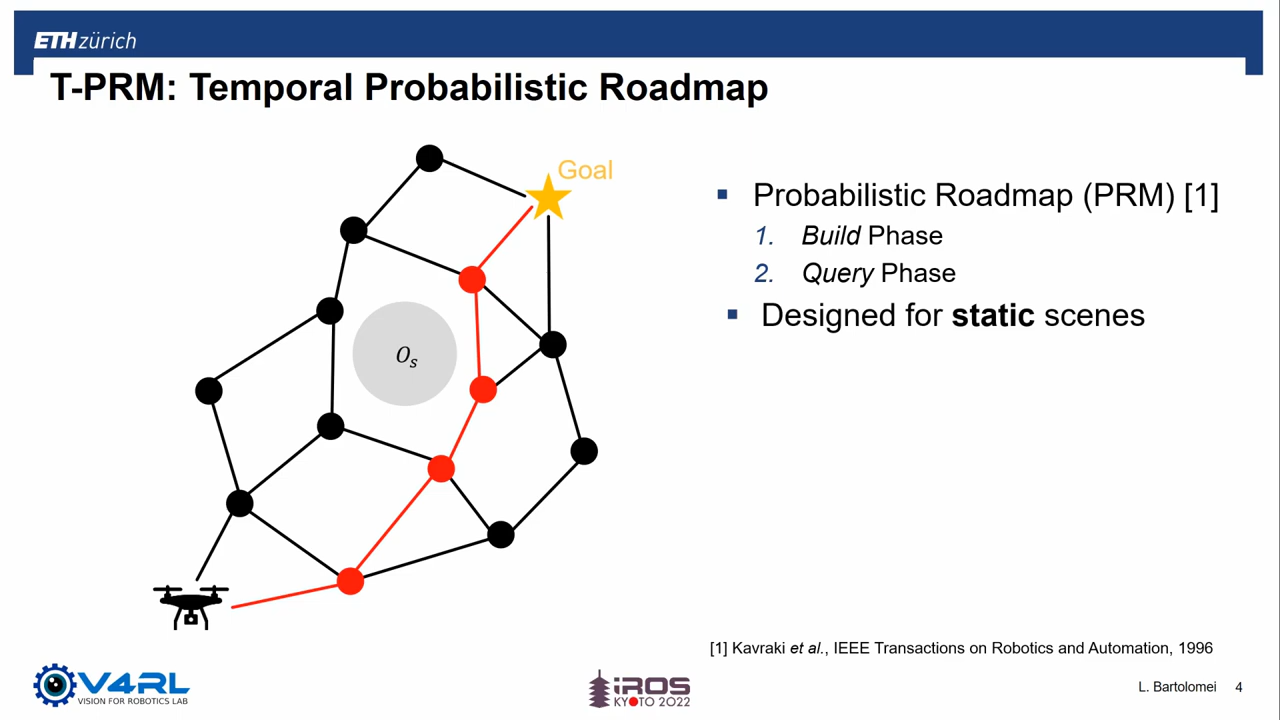 ETH zürich
T-PRM: Temporal Probabilistic Roadmap
Goal
Oₛ
▪ Probabilistic Roadmap (PRM) [1]
1. Build Phase
2. Query Phase
▪ Designed for static scenes
[1] Kavraki et al., IEEE Transactions on Robotics and Automation, 1996
V4RL
VISION FOR ROBOTICS LAB
iROS
KYOTO 2022
L. Bartolomei 4